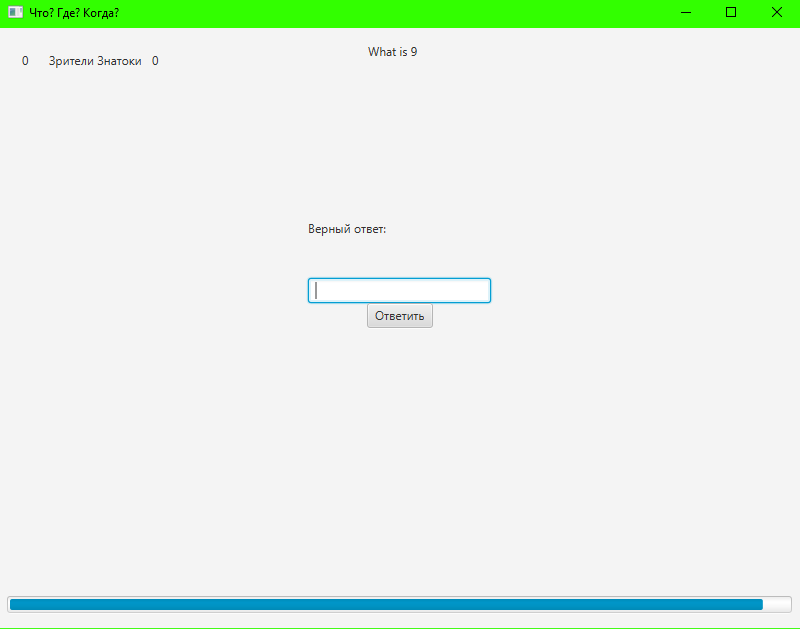 Что? Где? Когда?
What is 9
0 Зрители Знатоки 0
Верный ответ:
Ответить